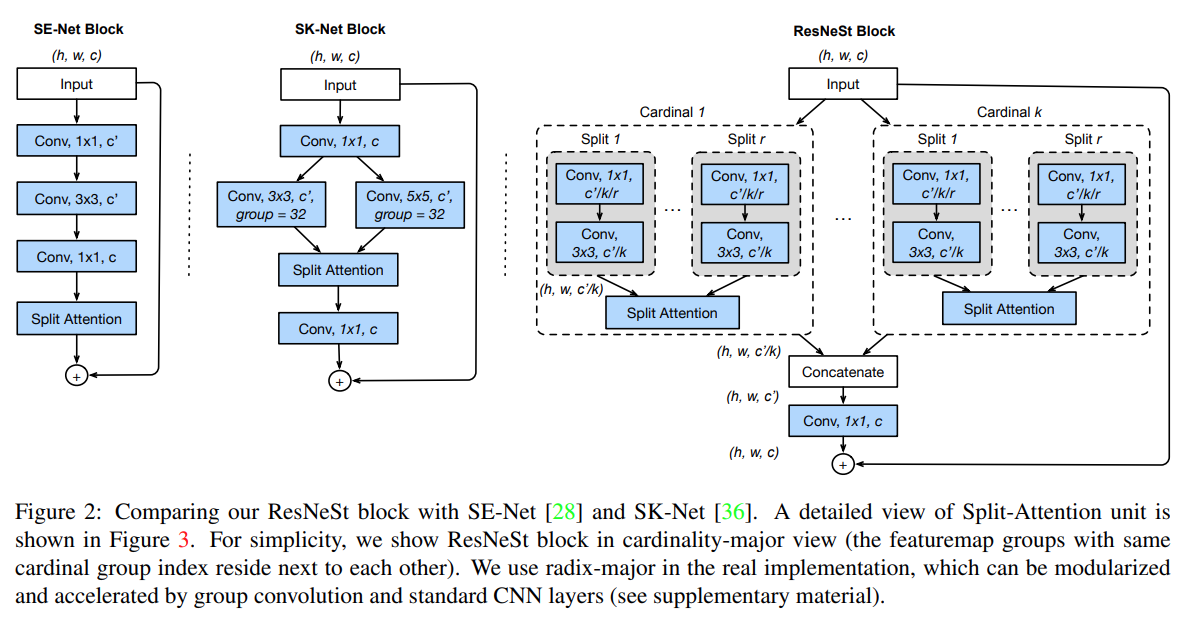 SE-Net Block
(h, w, c)
Input
Conv, 1x1, c'
Conv, 3x3, c'
Conv, 1x1, c
Split Attention
+
SK-Net Block
(h, w, c)
Input
Conv, 1x1, c
Conv, 3x3, c',
group = 32
Conv, 5x5, c',
group = 32
Split Attention
Conv, 1x1, c
+
ResNeSt Block
(h, w, c)
Input
Cardinal 1
Split 1
Conv, 1x1,
c'/k/r
Conv,
3x3, c'/k
...
Split r
Conv, 1x1,
c'/k/r
Conv,
3x3, c'/k
(h, w, c'/k)
Split Attention
...
Cardinal k
Split 1
Conv, 1x1,
c'/k/r
Conv,
3x3, c'/k
...
Split r
Conv, 1x1,
c'/k/r
Conv,
3x3, c'/k
Split Attention
(h, w, c'/k)
Concatenate
(h, w, c')
Conv, 1x1, c
(h, w, c)
+
Figure 2: Comparing our ResNeSt block with SE-Net [28] and SK-Net [36]. A detailed view of Split-Attention unit is
shown in Figure 3. For simplicity, we show ResNeSt block in cardinality-major view (the featuremap groups with same
cardinal group index reside next to each other). We use radix-major in the real implementation, which can be modularized
and accelerated by group convolution and standard CNN layers (see supplementary material).